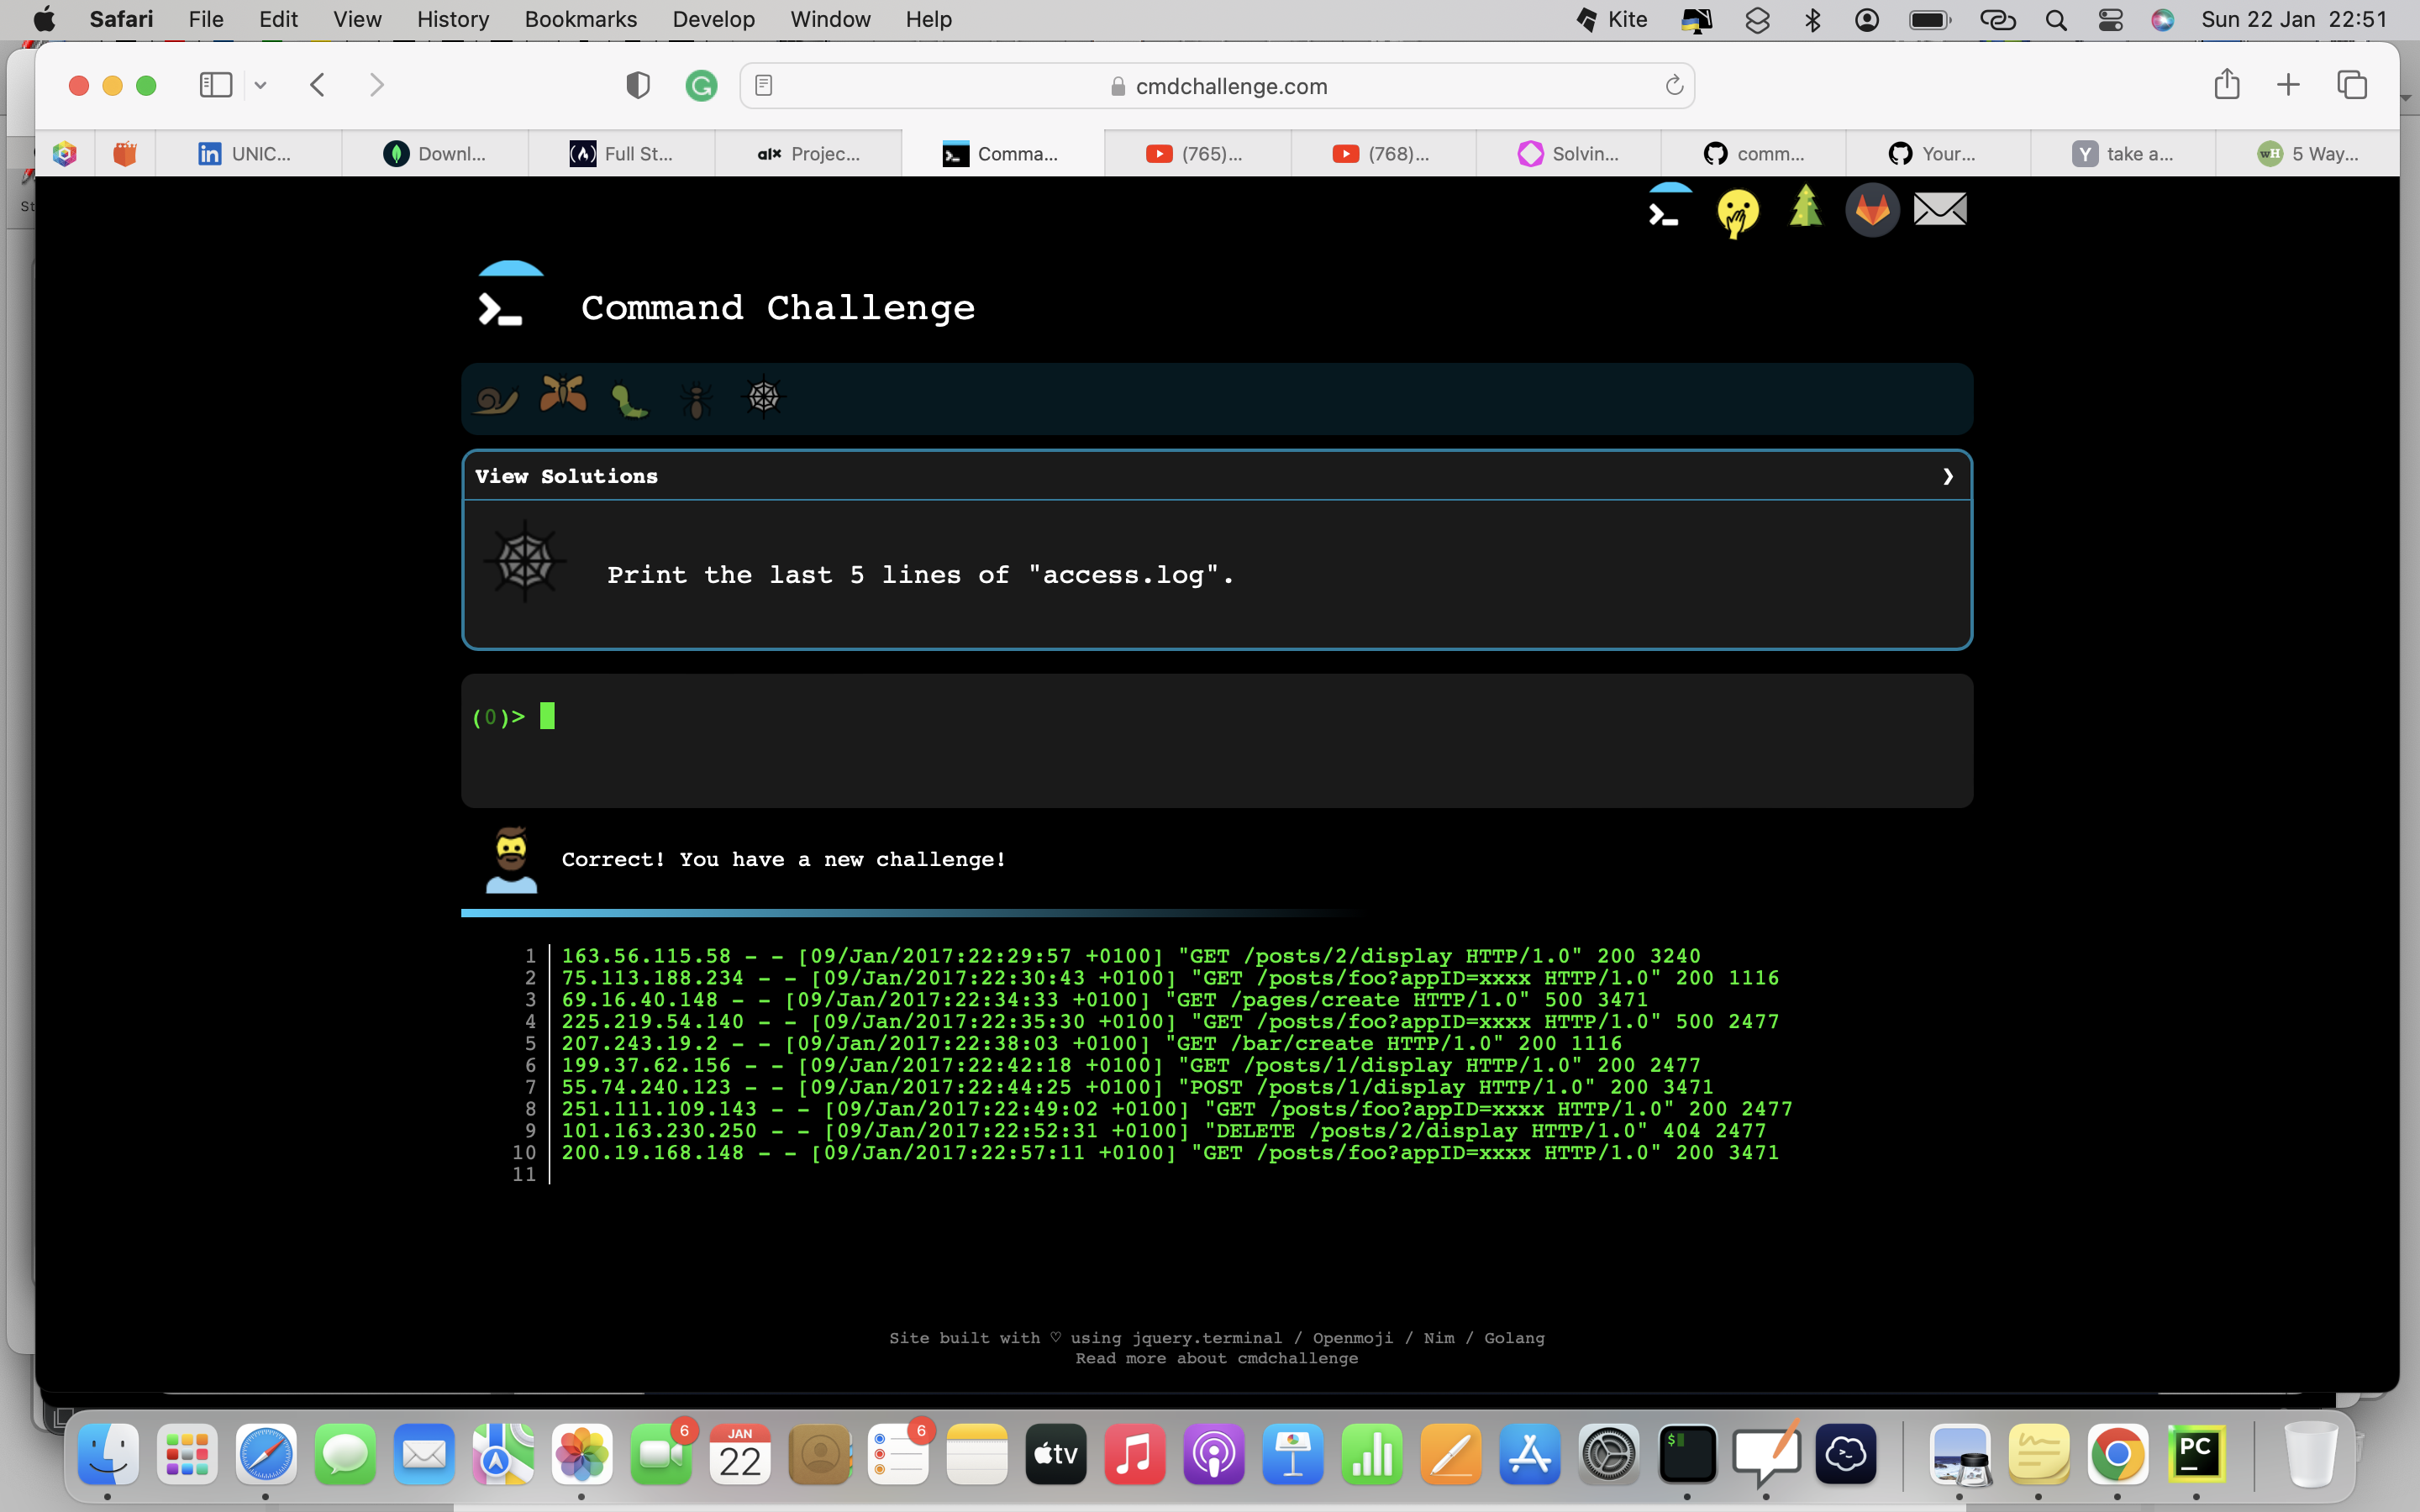 Safari File Edit View History Bookmarks Develop Window Help Kite Sun 22 Jan 22:51
cmdchallenge.com
UNIC... Downl... Full St... alx Projec... Comma... (765)... (768)... Solvin... comm... Your... Y take a... wH 5 Way...
St
Command Challenge
View Solutions
Print the last 5 lines of "access.log".
(0)>
Correct! You have a new challenge!
1 163.56.115.58 - - [09/Jan/2017:22:29:57 +0100] "GET /posts/2/display HTTP/1.0" 200 3240
2 75.113.188.234 - - [09/Jan/2017:22:30:43 +0100] "GET /posts/foo?appID=xxxx HTTP/1.0" 200 1116
3 69.16.40.148 - - [09/Jan/2017:22:34:33 +0100] "GET /pages/create HTTP/1.0" 500 3471
4 225.219.54.140 - - [09/Jan/2017:22:35:30 +0100] "GET /posts/foo?appID=xxxx HTTP/1.0" 500 2477
5 207.243.19.2 - - [09/Jan/2017:22:38:03 +0100] "GET /bar/create HTTP/1.0" 200 1116
6 199.37.62.156 - - [09/Jan/2017:22:42:18 +0100] "GET /posts/1/display HTTP/1.0" 200 2477
7 55.74.240.123 - - [09/Jan/2017:22:44:25 +0100] "POST /posts/1/display HTTP/1.0" 200 3471
8 251.111.109.143 - - [09/Jan/2017:22:49:02 +0100] "GET /posts/foo?appID=xxxx HTTP/1.0" 200 2477
9 101.163.230.250 - - [09/Jan/2017:22:52:31 +0100] "DELETE /posts/2/display HTTP/1.0" 404 2477
10 200.19.168.148 - - [09/Jan/2017:22:57:11 +0100] "GET /posts/foo?appID=xxxx HTTP/1.0" 200 3471
11
Site built with ♡ using jquery.terminal / Openmoji / Nim / Golang
Read more about cmdchallenge
6 JAN 22 6 tv $ PC